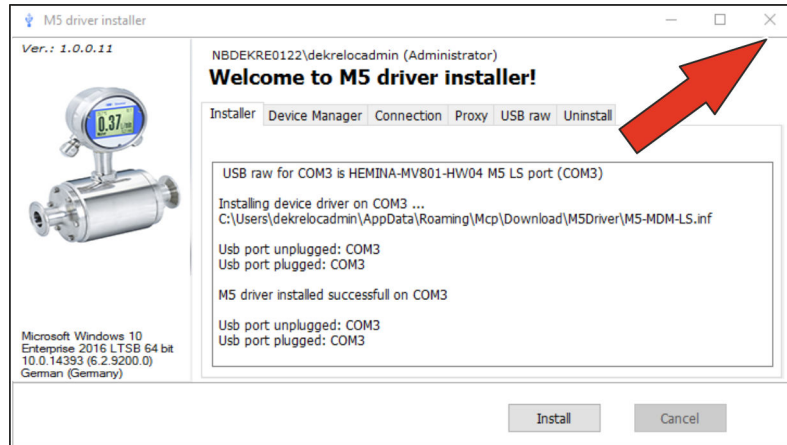 M5 driver installer
Ver.: 1.0.0.11
NBDEKRE0122\dekrelocadmin (Administrator)
Welcome to M5 driver installer!
Installer Device Manager Connection Proxy USB raw Uninstall
USB raw for COM3 is HEMINA-MV801-HW04 M5 LS port (COM3)
Installing device driver on COM3 ...
C:\Users\dekrelocadmin\AppData\Roaming\Mcp\Download\M5Driver\M5-MDM-LS.inf
Usb port unplugged: COM3
Usb port plugged: COM3
M5 driver installed successfull on COM3
Usb port unplugged: COM3
Usb port plugged: COM3
0.37
Microsoft Windows 10
Enterprise 2016 LTSB 64 bit
10.0.14393 (6.2.9200.0)
German (Germany)
Install Cancel